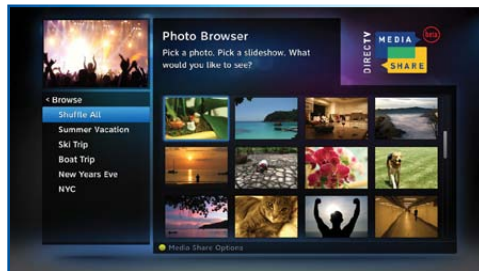 Photo Browser
Pick a photo. Pick a slideshow. What
would you like to see?
DIRECTV
MEDIA
SHARE
beta
< Browse
Shuffle All
Summer Vacation
Ski Trip
Boat Trip
New Years Eve
NYC
Media Share Options